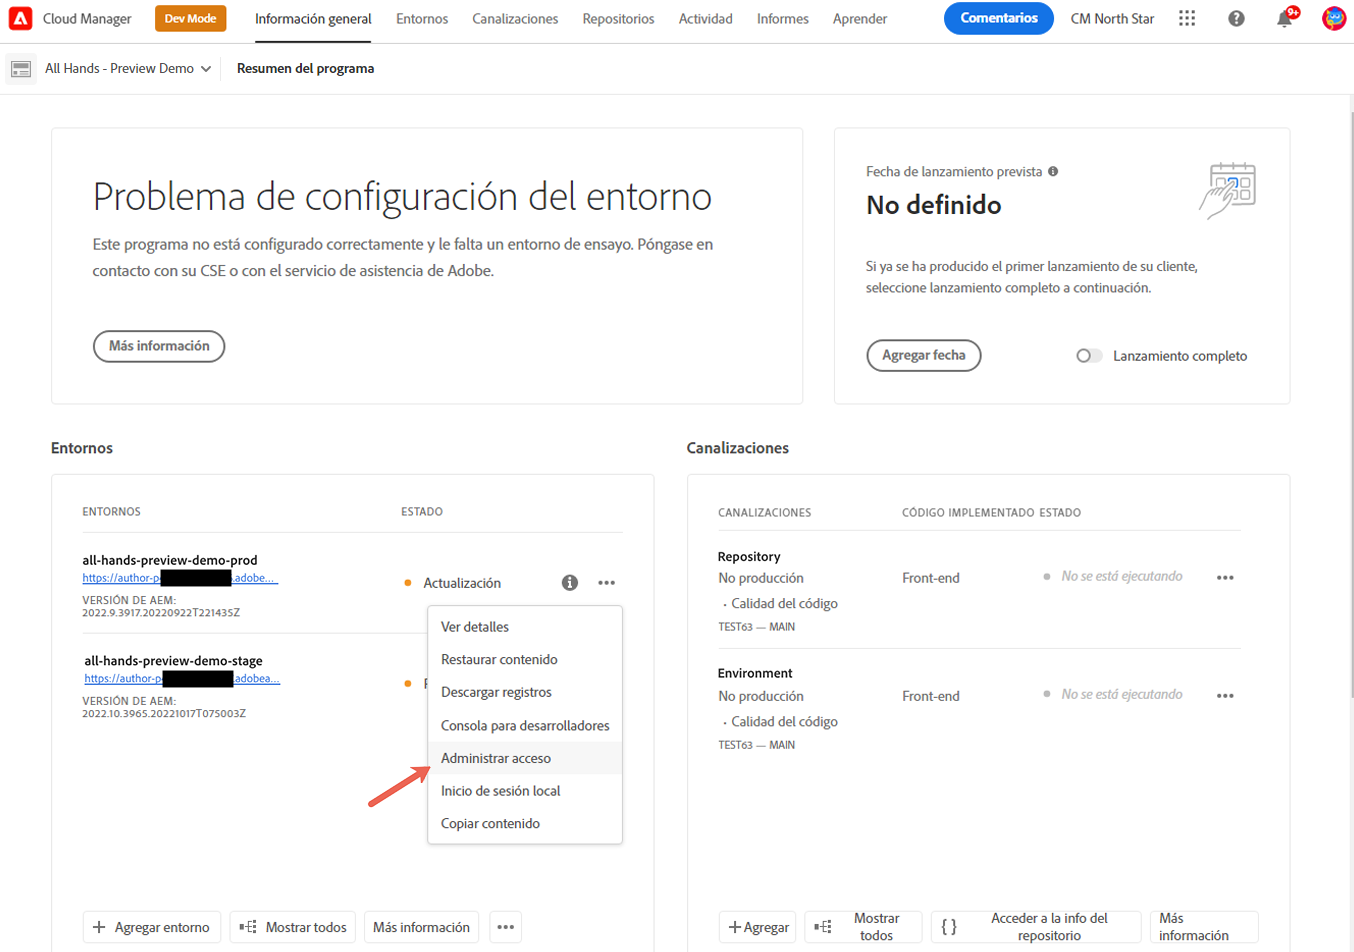 Cloud Manager
Dev Mode
Información general
Entornos
Canalizaciones
Repositorios
Actividad
Informes
Aprender
Comentarios
CM North Star
9+
All Hands - Preview Demo
Resumen del programa
Problema de configuración del entorno
Este programa no está configurado correctamente y le falta un entorno de ensayo. Póngase en
contacto con su CSE o con el servicio de asistencia de Adobe.
Más información
Fecha de lanzamiento prevista
No definido
Si ya se ha producido el primer lanzamiento de su cliente,
seleccione lanzamiento completo a continuación.
Agregar fecha
Lanzamiento completo
Entornos
ENTORNOS
ESTADO
all-hands-preview-demo-prod
https://author-p
.adobe...
VERSIÓN DE AEM:
2022.9.3917.20220922T221435Z
Actualización
all-hands-preview-demo-stage
https://author-p
.adobea...
VERSIÓN DE AEM:
2022.10.3965.20221017T075003Z
Ver detalles
Restaurar contenido
Descargar registros
Consola para desarrolladores
Administrar acceso
Inicio de sesión local
Copiar contenido
+ Agregar entorno
Mostrar todos
Más información
...
Canalizaciones
CANALIZACIONES
CÓDIGO IMPLEMENTADO
ESTADO
Repository
No producción
· Calidad del código
TEST63 — MAIN
Front-end
No se está ejecutando
Environment
No producción
· Calidad del código
TEST63 — MAIN
Front-end
No se está ejecutando
+ Agregar
Mostrar
todos
{ }
Acceder a la info del
repositorio
Más
información